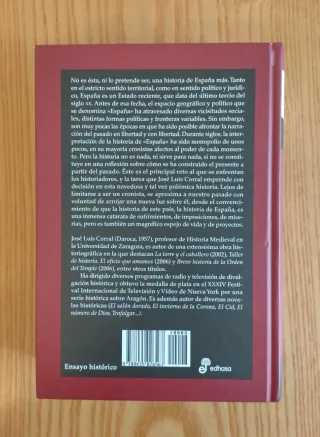 No es ésta, ni lo pretende ser, una historia de España más. Tanto
en el estricto sentido territorial, como en sentido político y jurídi-
co, España es un Estado reciente, que data del último tercio del
siglo XX. Antes de esa fecha, el espacio geográfico y político que
se denomina «España» ha atravesado diversas vicisitudes socia-
les, distintas formas políticas y fronteras variables. Sin embargo,
son muy pocas las épocas en que ha sido posible afrontar la narra-
ción del pasado en libertad y con libertad. Durante siglos, la inter-
pretación de la historia de «España» ha sido monopolio de unos
pocos, en su mayoría cronistas afectos al poder de cada momen-
to. Pero la historia no es nada, ni sirve para nada, si no se consti-
tuye en una reflexión sobre cómo se ha construido el presente a
partir del pasado. Éste es el principal reto al que se enfrentan
los historiadores, y la tarea que José Luis Corral emprende con
decisión en esta novedosa y tal vez polémica historia. Lejos de
limitarse a ser un cronista, se aproxima a nuestro pasado con
voluntad de arrojar una nueva luz sobre él, desde el convenci-
miento de que la historia de este país, la historia de España, es
una inmensa catarata de sufrimientos, de imposiciones, de mise-
rias, pero es también un magnífico espejo de vida y de proyectos.
José Luis Corral (Daroca, 1957), profesor de Historia Medieval en
la Universidad de Zaragoza, es autor de una extensísima obra his-
toriográfica en la que destacan La torre y el caballero (2002), Taller
de historia. El oficio que amamos (2006) y Breve historia de la Orden
del Temple (2006), entre otros títulos.
Ha dirigido diversos programas de radio y televisión de divul-
gación histórica y obtuvo la medalla de plata en el XXXIV Festi-
val Internacional de Televisión y Vídeo de Nueva York por una
serie histórica sobre Aragón. Es además autor de diversas nove-
las históricas (El salón dorado, El invierno de la Corona, El Cid, El
número de Dios, Trafalgar...).
Ensayo histórico
edhasa